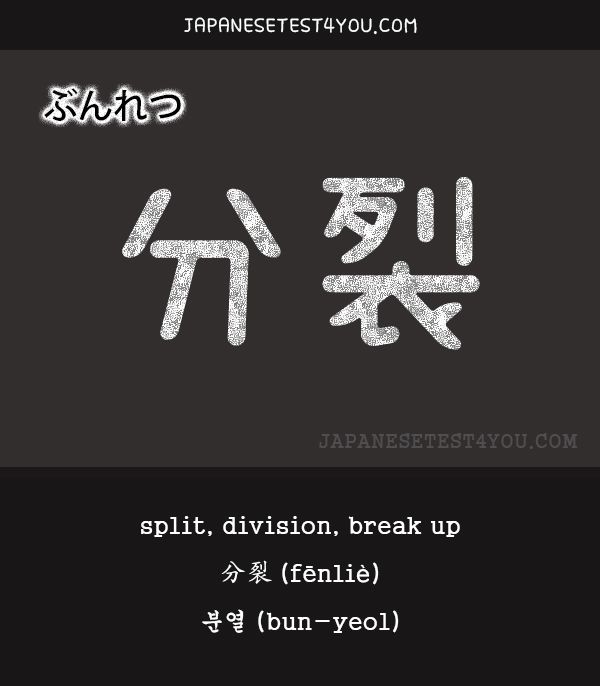 JAPANESETEST4YOU.COM
ぶんれつ
分裂
JAPANESETEST4YOU.COM
split, division, break up
分裂 (fēnliè)
분열 (bun-yeol)